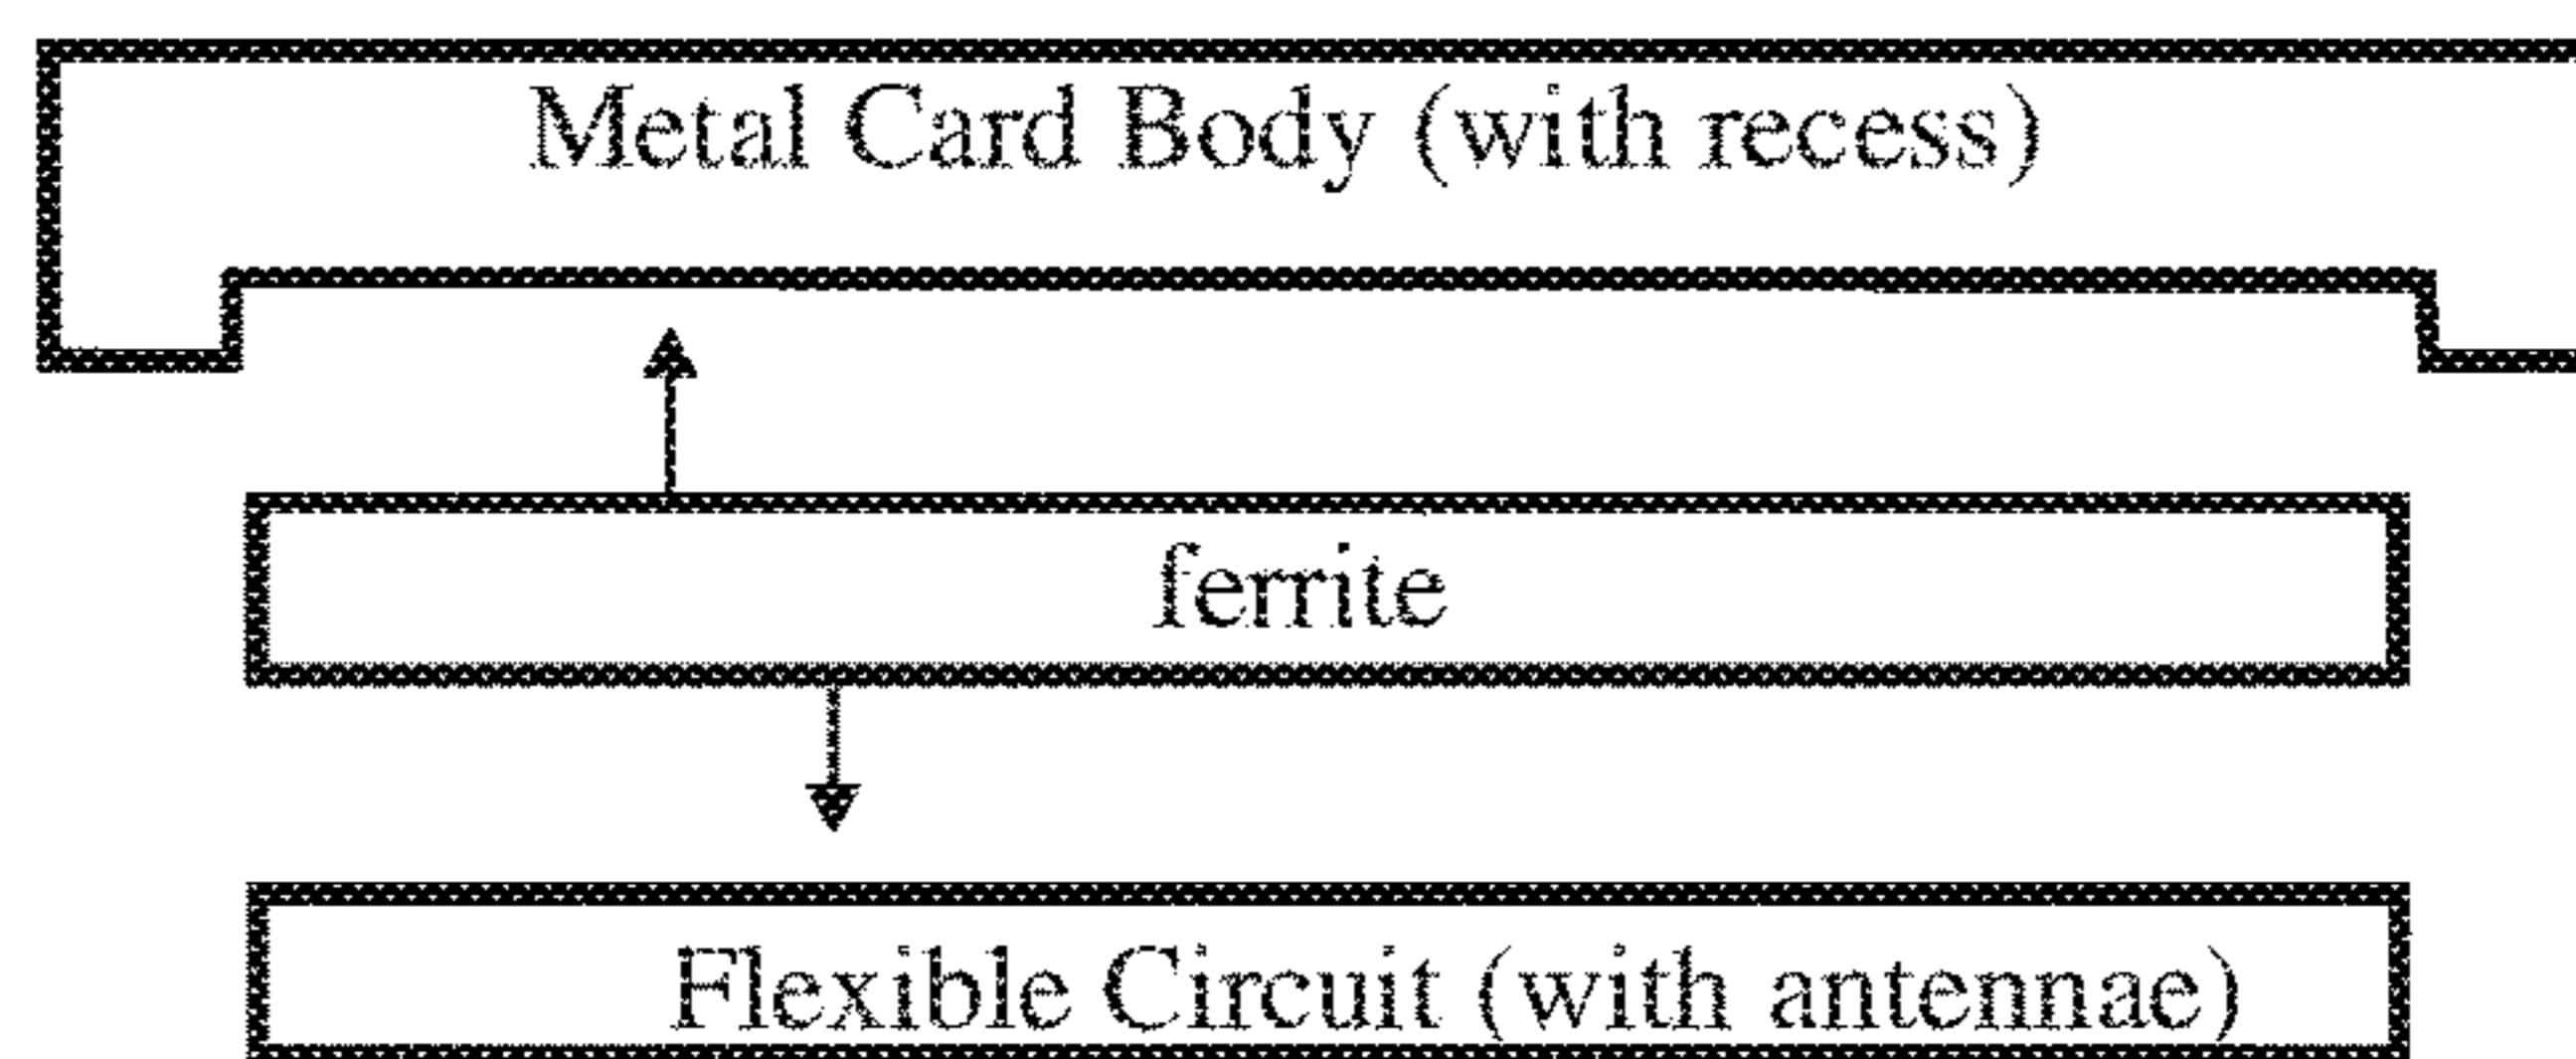 Metal Card Body (with recess)
ferrite
Flexible Circuit (with antennae)